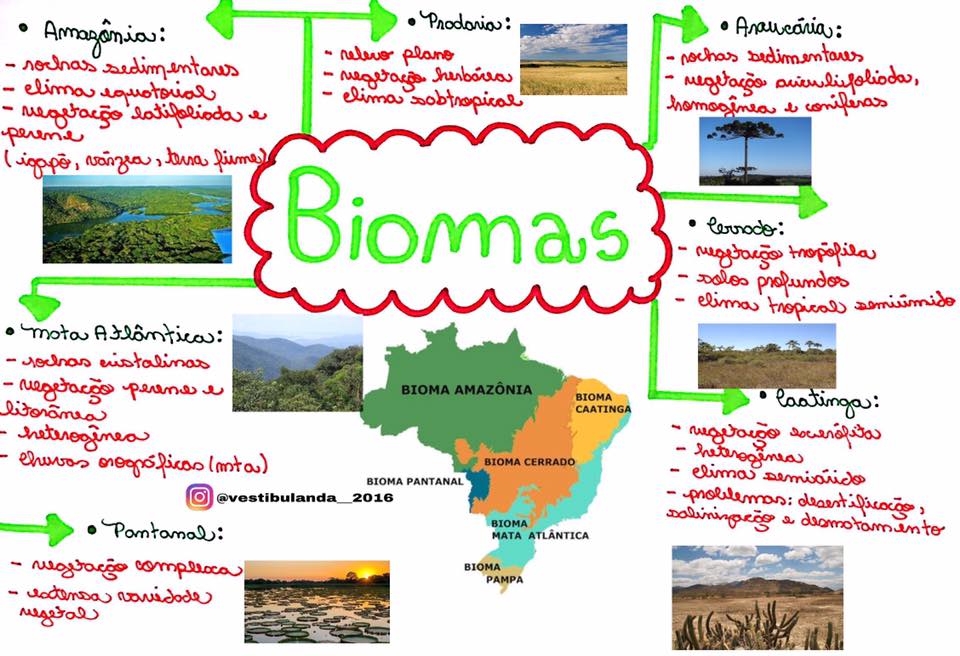 Biomas
• Amazônia:
- rochas sedimentares
- clima equatorial
- vegetação latifoliada e
perene
(igapó, várzea, terra firme)
• Pradaria:
- relevo plano
- vegetação herbárea
- clima subtropical
• Araucária:
- rochas sedimentares
- vegetação aciculifoliada,
homogênea e coníferas
• Cerrado:
- vegetação tropófila
- solos profundos
- clima tropical semiúmido
• Mata Atlântica:
- rochas cristalinas
- vegetação perene e
litorânea
- heterogênea
- chuvas orográficas (mta)
• Caatinga:
- vegetação xerófita
- heterogênea
- clima semiárido
- problemas: desertificação,
salinização e desmatamento
• Pantanal:
- vegetação complexa
- extensa variedade
vegetal
@vestibulanda__2016
BIOMA AMAZÔNIA
BIOMA
CAATINGA
BIOMA CERRADO
BIOMA PANTANAL
BIOMA
MATA ATLÂNTICA
BIOMA
PAMPA